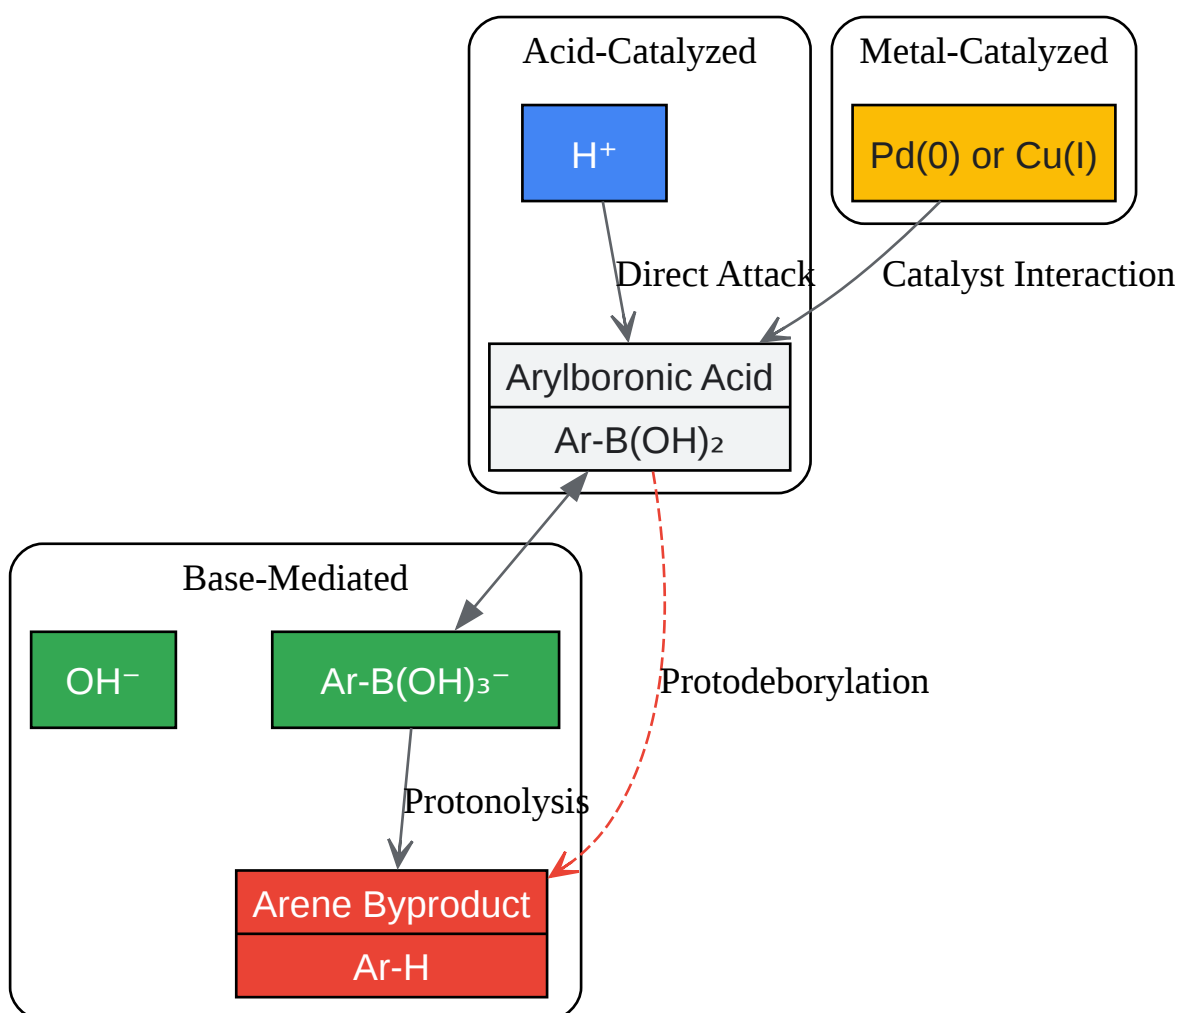 Acid-Catalyzed
Metal-Catalyzed
H⁺
Pd(0) or Cu(I)
Direct Attack
Catalyst Interaction
Arylboronic Acid
Ar-B(OH)₂
Base-Mediated
OH⁻
Ar-B(OH)₃⁻
Protodeborylation
Protonolysis
Arene Byproduct
Ar-H